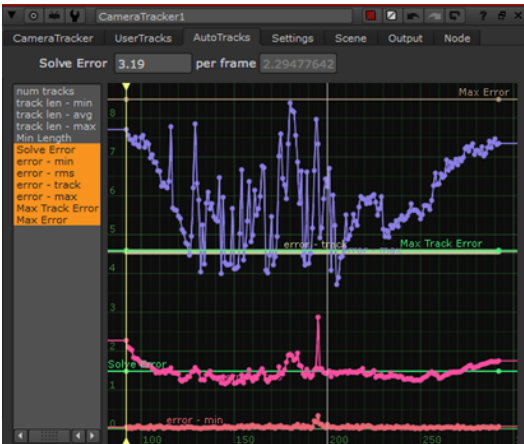 CameraTracker1
CameraTracker UserTracks AutoTracks Settings Scene Output Node
Solve Error 3.19 per frame 2.29477642
num tracks
track len - min
track len - avg
track len - max
Min Length
Solve Error
error - min
error - rms
error - track
error - max
Max Track Error
Max Error
Max Error
8
7
6
error - track
Max Track Error
5
4
3
2
Solve Error
1
error - min
0
100 150 200 250